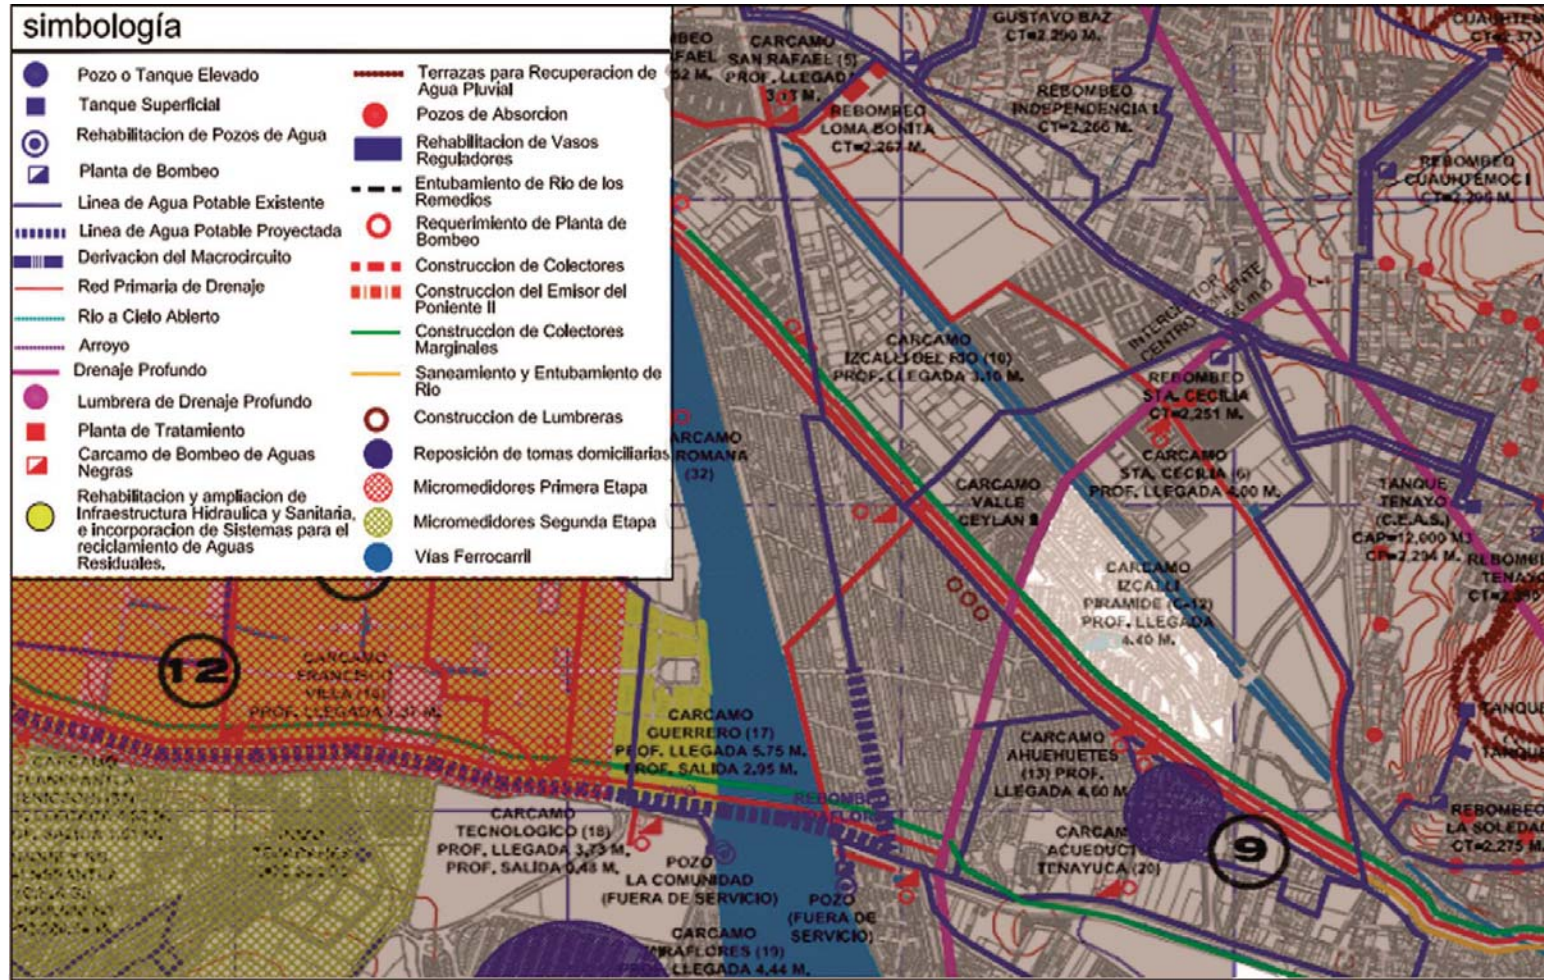 simbología
Pozo o Tanque Elevado
Tanque Superficial
Rehabilitacion de Pozos de Agua
Planta de Bombeo
Linea de Agua Potable Existente
Linea de Agua Potable Proyectada
Derivacion del Macrocircuito
Red Primaria de Drenaje
Rio a Cielo Abierto
Arroyo
Drenaje Profundo
Lumbrera de Drenaje Profundo
Planta de Tratamiento
Carcamo de Bombeo de Aguas
Negras
Rehabilitacion y ampliacion de
Infraestructura Hidraulica y Sanitaria,
e incorporacion de Sistemas para el
reciclamiento de Aguas
Residuales.
Terrazas para Recuperacion de
Agua Pluvial
Pozos de Absorcion
Rehabilitacion de Vasos
Reguladores
Entubamiento de Rio de los
Remedios
Requerimiento de Planta de
Bombeo
Construccion de Colectores
Construccion del Emisor del
Poniente II
Construccion de Colectores
Marginales
Saneamiento y Entubamiento de
Rio
Construccion de Lumbreras
Reposición de tomas domiciliarias
Micromedidores Primera Etapa
Micromedidores Segunda Etapa
Vías Ferrocarril
CARCAMO
SAN RAFAEL (5)
PROF. LLEGADA
GUSTAVO BAZ
CT=2,290 M.
REBOMBEO
LOMA BONITA
CT=2,267 M.
REBOMBEO
INDEPENDENCIA I
CT=2,266 M.
REBOMBEO
CUAUHTEMOC I
INTERCEPTOR
CENTRO PONIENTE
CARCAMO
IZCALLI DEL RIO (10)
PROF. LLEGADA 3.10 M.
REBOMBEO
STA. CECILIA
CT=2,251 M.
CARCAMO
STA. CECILIA (6)
PROF. LLEGADA 4.00 M.
CARCAMO
VALLE
CEYLAN
TANQUE
TENAYO
(C.E.A.S.)
CAP=12,000 M3
CP=2,294 M.
CARCAMO
IZCALLI
PIRAMIDE (C-12)
PROF. LLEGADA
4.40 M.
(32)
12
CARCAMO
FRANCISCO
VILLA (16)
CARCAMO
GUERRERO (17)
PROF. LLEGADA 5.75 M.
PROF. SALIDA 2.95 M.
CARCAMO
AHUEHUETES
(13) PROF.
LLEGADA 4.60 M.
TANQUE
TANQUE
CARCAMO
TECNOLOGICO (18)
PROF. LLEGADA 3.73 M.
PROF. SALIDA 0.48 M.
POZO
LA COMUNIDAD
(FUERA DE SERVICIO)
POZO
(FUERA DE
SERVICIO)
TENAYUCA (20)
9
REBOMBEO
LA SOLEDAD
CT=2,275 M.
CARCAMO
MIRAFLORES (19)
PROF. LLEGADA 4.44 M.